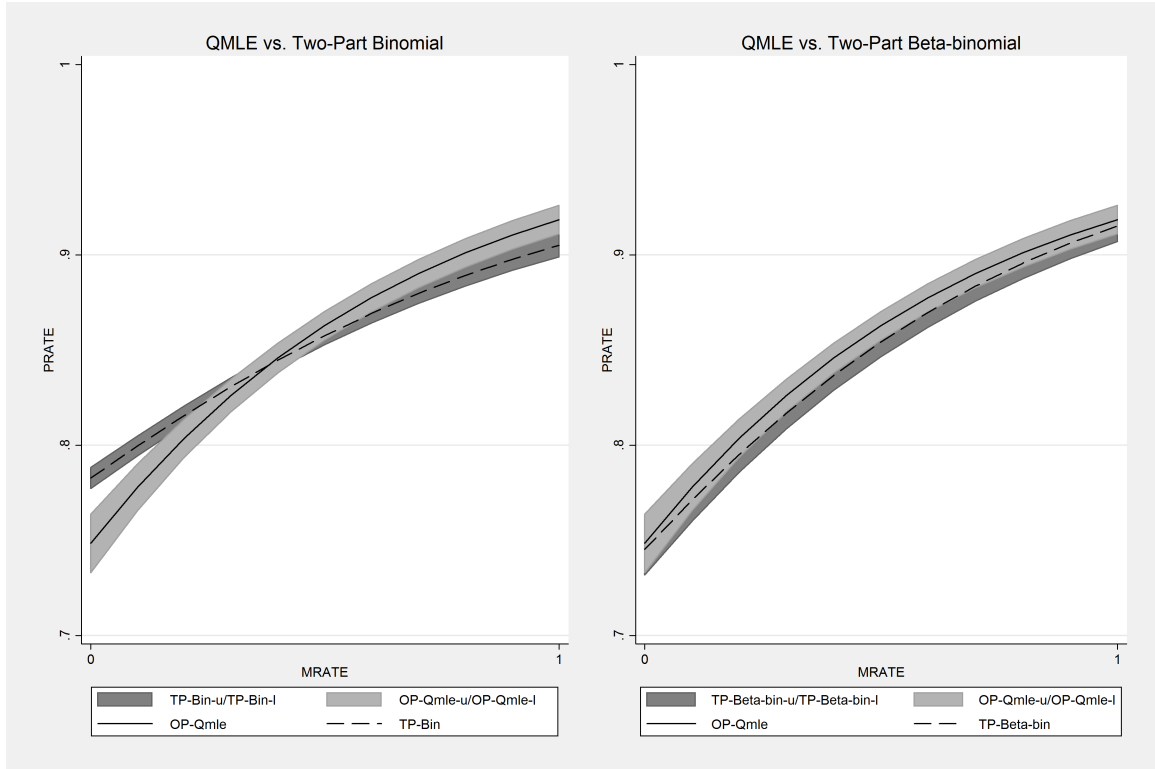 QMLE vs. Two-Part Binomial
1
.9
.8
.7
PRATE
0 1
MRATE
TP-Bin-u/TP-Bin-l OP-Qmle-u/OP-Qmle-l
OP-Qmle TP-Bin
QMLE vs. Two-Part Beta-binomial
1
.9
.8
.7
PRATE
0 1
MRATE
TP-Beta-bin-u/TP-Beta-bin-l OP-Qmle-u/OP-Qmle-l
OP-Qmle TP-Beta-bin